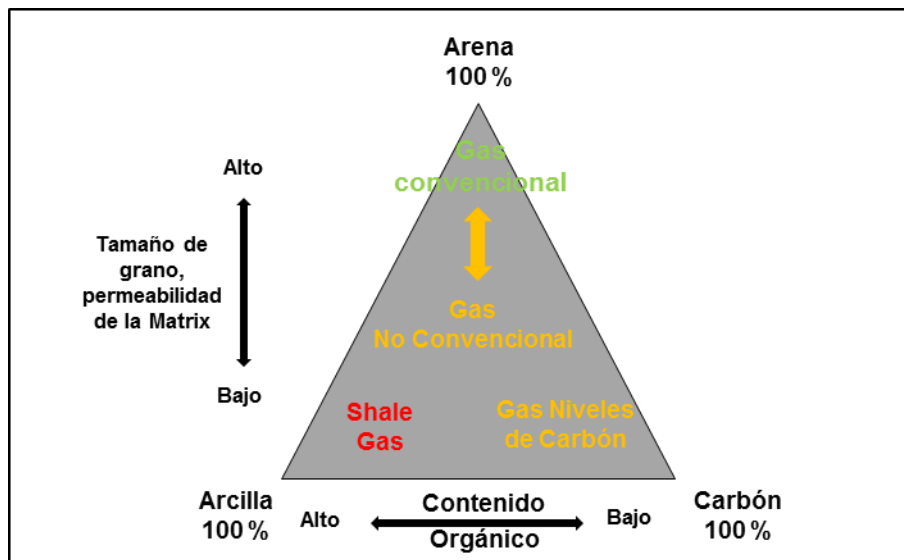 Arena
100 %
Gas
convencional
Alto
Tamaño de
grano,
permeabilidad
de la Matrix
Bajo
Gas
No Convencional
Shale
Gas
Gas Niveles
de Carbón
Arcilla
100 %
Alto
Contenido
Orgánico
Bajo
Carbón
100 %